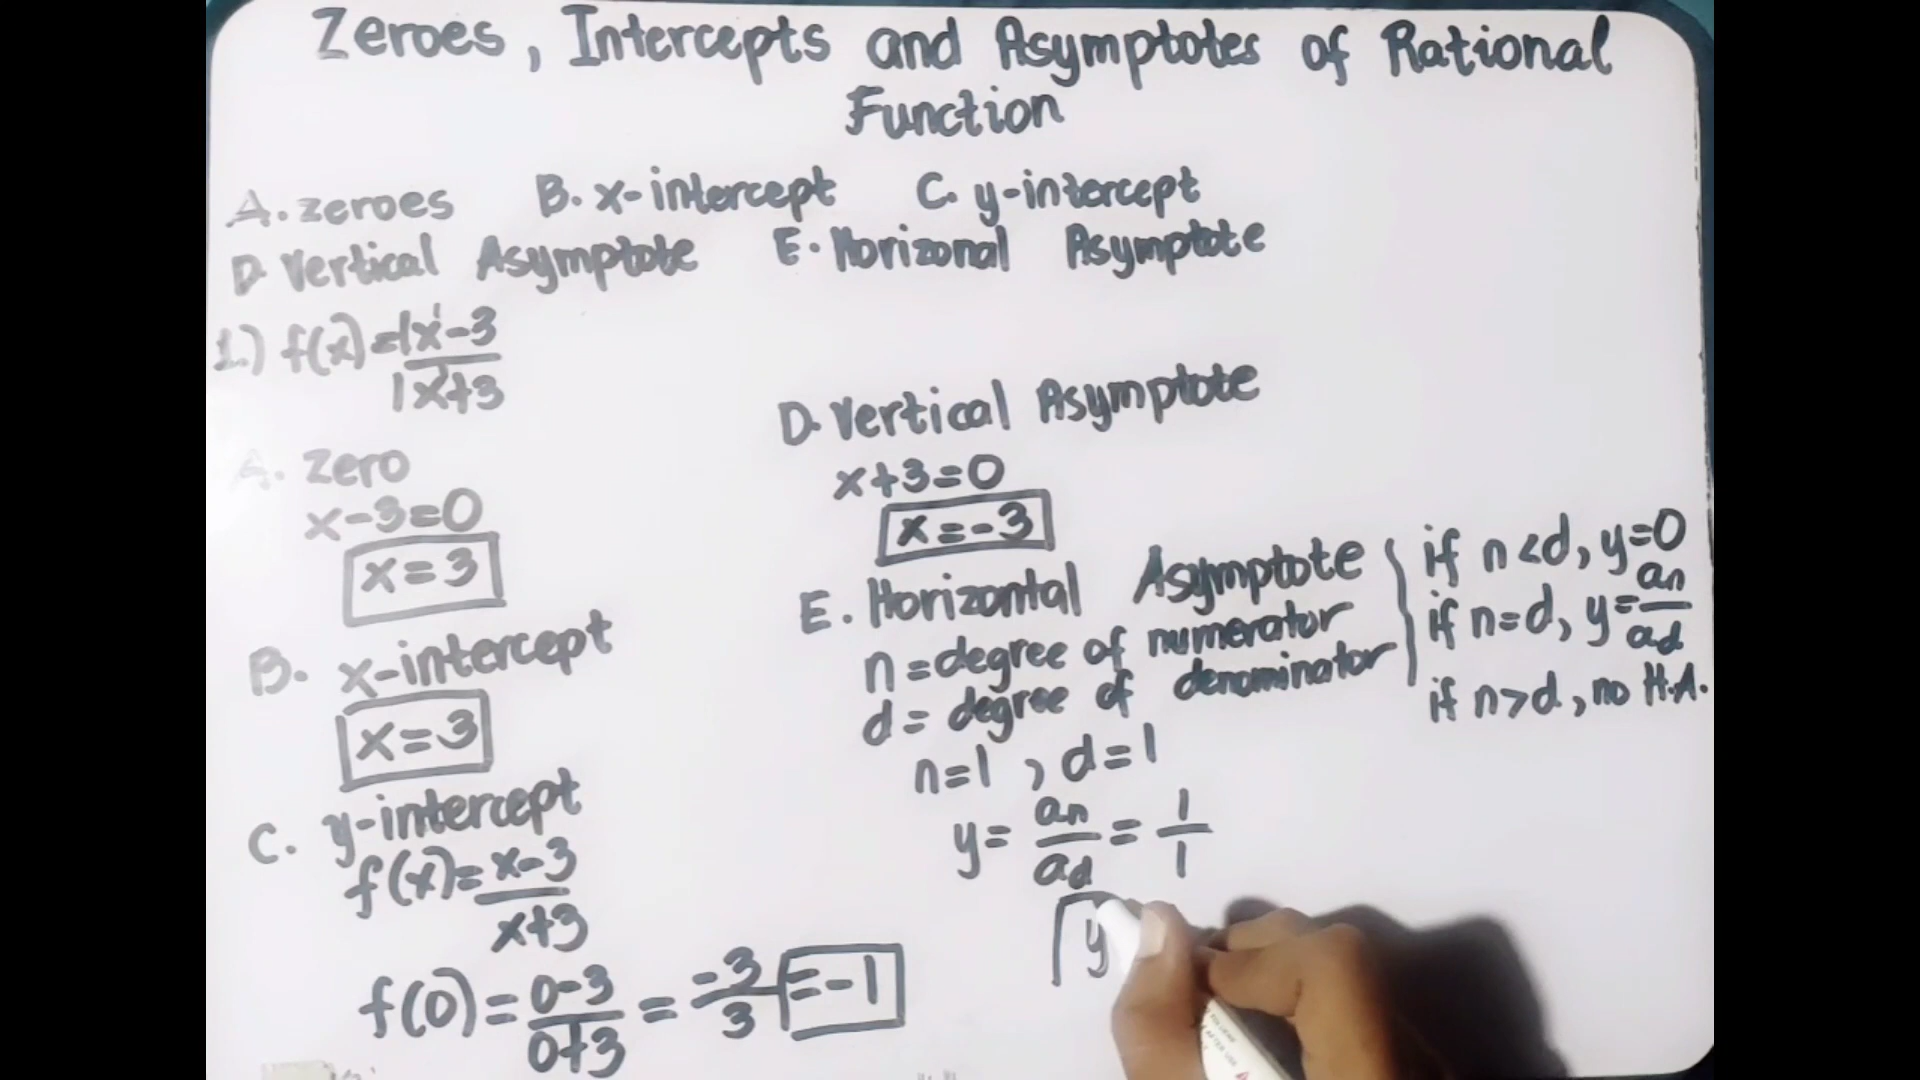 Zeroes, Intercepts and Asymptotes of Rational
Function
A. zeroes B. x-intercept C. y-intercept
D. Vertical Asymptote E. Horizonal Asymptote
1.) f(x)=1x¹-3
1x¹+3
A. Zero
x-3=0
x=3
B. x-intercept
x=3
C. y-intercept
f(x)=x-3
x+3
f(0)=0-3 = -3 =-1
0+3 3
D. Vertical Asymptote
x+3=0
x=-3
E. Horizontal Asymptote
n=degree of numerator
d=degree of denominator
if n<d, y=0
if n=d, y=an
ad
if n>d, no H.A.
n=1, d=1
y= an = 1
ad 1
y